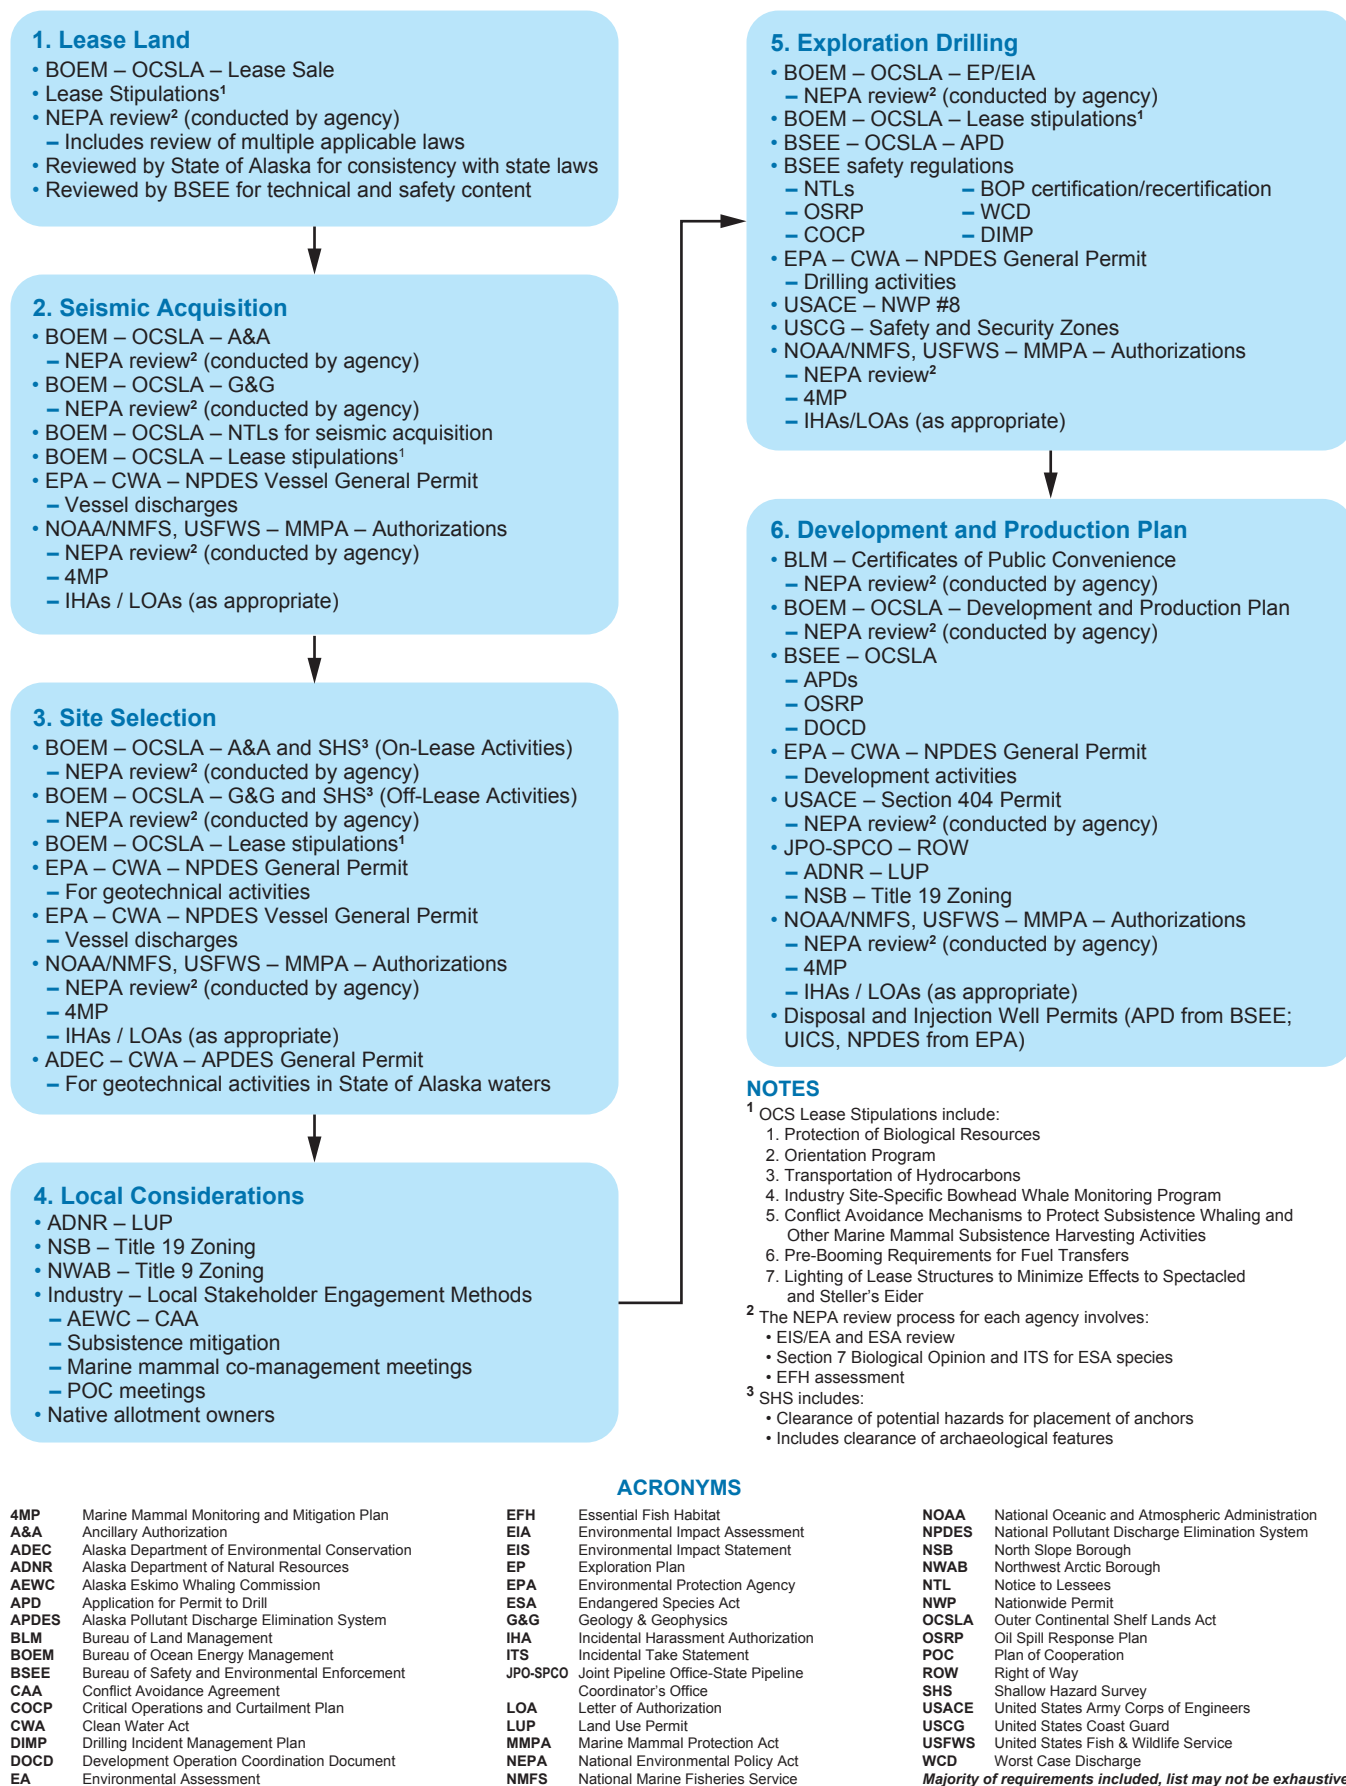 1. Lease Land
• BOEM – OCSLA – Lease Sale
• Lease Stipulations¹
• NEPA review² (conducted by agency)
– Includes review of multiple applicable laws
• Reviewed by State of Alaska for consistency with state laws
• Reviewed by BSEE for technical and safety content
2. Seismic Acquisition
• BOEM – OCSLA – A&A
– NEPA review² (conducted by agency)
• BOEM – OCSLA – G&G
– NEPA review² (conducted by agency)
• BOEM – OCSLA – NTLs for seismic acquisition
• BOEM – OCSLA – Lease stipulations¹
• EPA – CWA – NPDES Vessel General Permit
– Vessel discharges
• NOAA/NMFS, USFWS – MMPA – Authorizations
– NEPA review² (conducted by agency)
– 4MP
– IHAs / LOAs (as appropriate)
3. Site Selection
• BOEM – OCSLA – A&A and SHS³ (On-Lease Activities)
– NEPA review² (conducted by agency)
• BOEM – OCSLA – G&G and SHS³ (Off-Lease Activities)
– NEPA review² (conducted by agency)
• BOEM – OCSLA – Lease stipulations¹
• EPA – CWA – NPDES General Permit
– For geotechnical activities
• EPA – CWA – NPDES Vessel General Permit
– Vessel discharges
• NOAA/NMFS, USFWS – MMPA – Authorizations
– NEPA review² (conducted by agency)
– 4MP
– IHAs / LOAs (as appropriate)
• ADEC – CWA – APDES General Permit
– For geotechnical activities in State of Alaska waters
4. Local Considerations
• ADNR – LUP
• NSB – Title 19 Zoning
• NWAB – Title 9 Zoning
• Industry – Local Stakeholder Engagement Methods
– AEWC – CAA
– Subsistence mitigation
– Marine mammal co-management meetings
– POC meetings
• Native allotment owners
5. Exploration Drilling
• BOEM – OCSLA – EP/EIA
– NEPA review² (conducted by agency)
• BOEM – OCSLA – Lease stipulations¹
• BSEE – OCSLA – APD
• BSEE safety regulations
– NTLs – BOP certification/recertification
– OSRP – WCD
– COCP – DIMP
• EPA – CWA – NPDES General Permit
– Drilling activities
• USACE – NWP #8
• USCG – Safety and Security Zones
• NOAA/NMFS, USFWS – MMPA – Authorizations
– NEPA review²
– 4MP
– IHAs/LOAs (as appropriate)
6. Development and Production Plan
• BLM – Certificates of Public Convenience
– NEPA review² (conducted by agency)
• BOEM – OCSLA – Development and Production Plan
– NEPA review² (conducted by agency)
• BSEE – OCSLA
– APDs
– OSRP
– DOCD
• EPA – CWA – NPDES General Permit
– Development activities
• USACE – Section 404 Permit
– NEPA review² (conducted by agency)
• JPO-SPCO – ROW
– ADNR – LUP
– NSB – Title 19 Zoning
• NOAA/NMFS, USFWS – MMPA – Authorizations
– NEPA review² (conducted by agency)
– 4MP
– IHAs / LOAs (as appropriate)
• Disposal and Injection Well Permits (APD from BSEE;
UICS, NPDES from EPA)
NOTES
¹ OCS Lease Stipulations include:
1. Protection of Biological Resources
2. Orientation Program
3. Transportation of Hydrocarbons
4. Industry Site-Specific Bowhead Whale Monitoring Program
5. Conflict Avoidance Mechanisms to Protect Subsistence Whaling and
Other Marine Mammal Subsistence Harvesting Activities
6. Pre-Booming Requirements for Fuel Transfers
7. Lighting of Lease Structures to Minimize Effects to Spectacled
and Steller's Eider
² The NEPA review process for each agency involves:
• EIS/EA and ESA review
• Section 7 Biological Opinion and ITS for ESA species
• EFH assessment
³ SHS includes:
• Clearance of potential hazards for placement of anchors
• Includes clearance of archaeological features
ACRONYMS
4MP Marine Mammal Monitoring and Mitigation Plan
A&A Ancillary Authorization
ADEC Alaska Department of Environmental Conservation
ADNR Alaska Department of Natural Resources
AEWC Alaska Eskimo Whaling Commission
APD Application for Permit to Drill
APDES Alaska Pollutant Discharge Elimination System
BLM Bureau of Land Management
BOEM Bureau of Ocean Energy Management
BSEE Bureau of Safety and Environmental Enforcement
CAA Conflict Avoidance Agreement
COCP Critical Operations and Curtailment Plan
CWA Clean Water Act
DIMP Drilling Incident Management Plan
DOCD Development Operation Coordination Document
EA Environmental Assessment
EFH Essential Fish Habitat
EIA Environmental Impact Assessment
EIS Environmental Impact Statement
EP Exploration Plan
EPA Environmental Protection Agency
ESA Endangered Species Act
G&G Geology & Geophysics
IHA Incidental Harassment Authorization
ITS Incidental Take Statement
JPO-SPCO Joint Pipeline Office-State Pipeline
Coordinator's Office
LOA Letter of Authorization
LUP Land Use Permit
MMPA Marine Mammal Protection Act
NEPA National Environmental Policy Act
NMFS National Marine Fisheries Service
NOAA National Oceanic and Atmospheric Administration
NPDES National Pollutant Discharge Elimination System
NSB North Slope Borough
NWAB Northwest Arctic Borough
NTL Notice to Lessees
NWP Nationwide Permit
OCSLA Outer Continental Shelf Lands Act
OSRP Oil Spill Response Plan
POC Plan of Cooperation
ROW Right of Way
SHS Shallow Hazard Survey
USACE United States Army Corps of Engineers
USCG United States Coast Guard
USFWS United States Fish & Wildlife Service
WCD Worst Case Discharge
Majority of requirements included, list may not be exhaustive